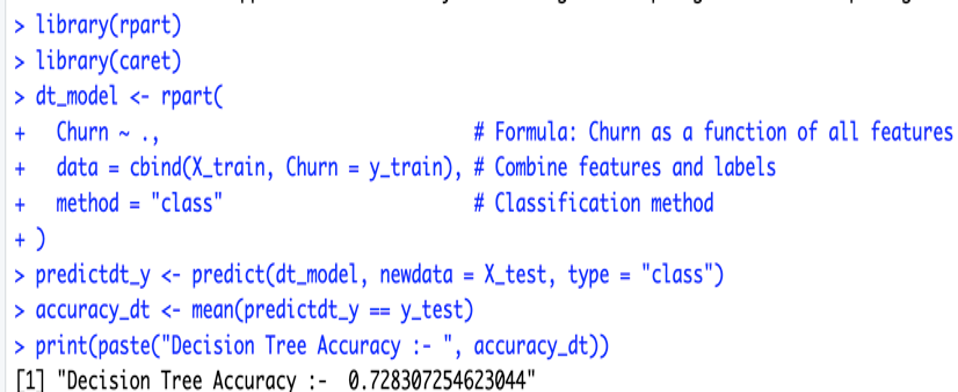 > library(rpart)
> library(caret)
> dt_model <- rpart(
+   Churn ~ .,                             # Formula: Churn as a function of all features
+   data = cbind(X_train, Churn = y_train), # Combine features and labels
+   method = "class"                       # Classification method
+ )
> predictdt_y <- predict(dt_model, newdata = X_test, type = "class")
> accuracy_dt <- mean(predictdt_y == y_test)
> print(paste("Decision Tree Accuracy :- ", accuracy_dt))
[1] "Decision Tree Accuracy :-  0.728307254623044"